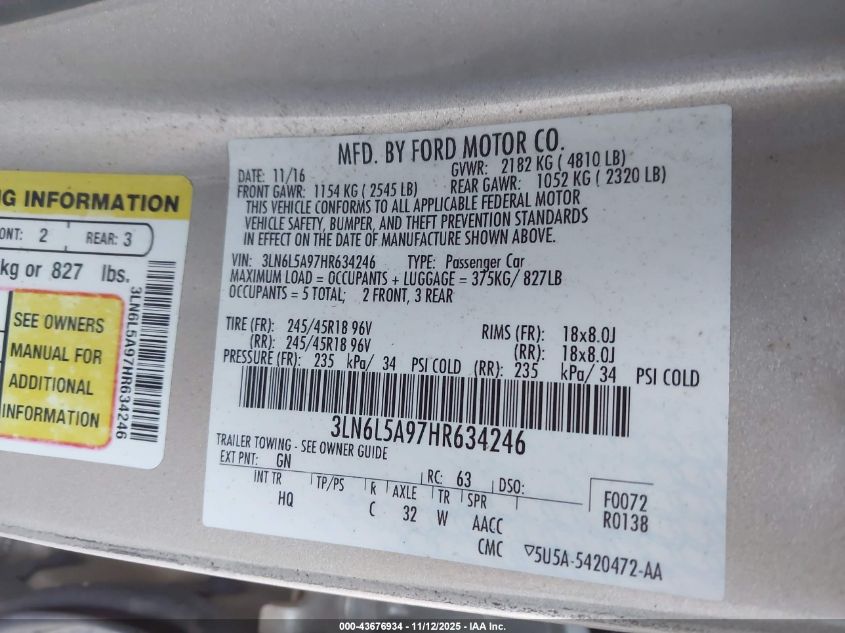 NG INFORMATION
ONT: 2 REAR: 3
kg or 827 lbs.
SEE OWNERS
MANUAL FOR
ADDITIONAL
INFORMATION
3LN6L5A97HR634246
MFD. BY FORD MOTOR CO.
DATE: 11/16 GVWR: 2182 KG ( 4810 LB)
FRONT GAWR: 1154 KG ( 2545 LB) REAR GAWR: 1052 KG ( 2320 LB)
THIS VEHICLE CONFORMS TO ALL APPLICABLE FEDERAL MOTOR
VEHICLE SAFETY, BUMPER, AND THEFT PREVENTION STANDARDS
IN EFFECT ON THE DATE OF MANUFACTURE SHOWN ABOVE.
VIN: 3LN6L5A97HR634246 TYPE: Passenger Car
MAXIMUM LOAD = OCCUPANTS + LUGGAGE = 375KG/ 827LB
OCCUPANTS = 5 TOTAL; 2 FRONT, 3 REAR
TIRE (FR): 245/45R18 96V RIMS (FR): 18x8.0J
(RR): 245/45R18 96V (RR): 18x8.0J
PRESSURE (FR): 235 kPa/ 34 PSI COLD (RR): 235 kPa/ 34 PSI COLD
3LN6L5A97HR634246
TRAILER TOWING - SEE OWNER GUIDE
EXT PNT: GN RC: 63 DSO:
INT TR TP/PS R AXLE TR SPR
HQ C 32 W AACC
F0072
R0138
CMC ▽5U5A-5420472-AA
000-43676934 - 11/12/2025 - IAA Inc.